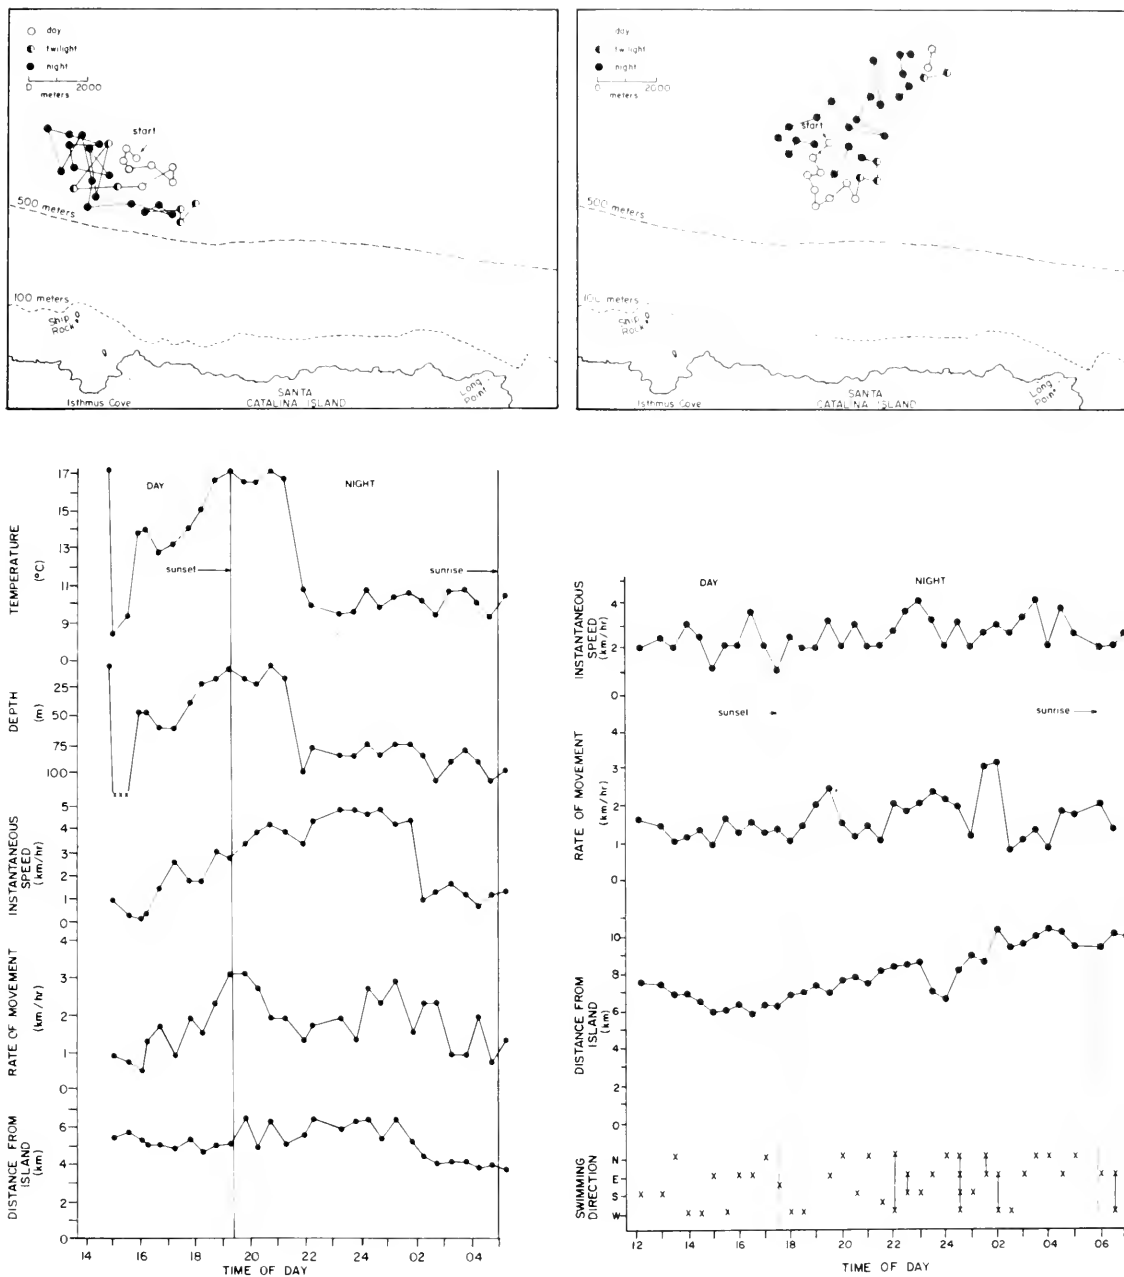 day
twilight
night
0 2000
meters
start
500 meters
100 meters
Ship
Rock
Isthmus Cove
SANTA
CATALINA ISLAND
Long
Point
day
twilight
night
0 2000
meters
start
500 meters
100 meters
Ship
Rock
Isthmus Cove
SANTA
CATALINA ISLAND
Long
Point
TEMPERATURE
(°C)
17
15
13
11
9
DAY
NIGHT
sunset
sunrise
DEPTH
(m)
0
25
50
75
100
xxx
INSTANTANEOUS
SPEED
(km/hr)
5
4
3
2
1
0
RATE OF MOVEMENT
(km/hr)
4
3
2
1
0
DISTANCE FROM
ISLAND
(km)
6
4
2
0
14 16 18 20 22 24 02 04
TIME OF DAY
INSTANTANEOUS
SPEED
(km/hr)
4
2
0
DAY
NIGHT
sunset
sunrise
RATE OF MOVEMENT
(km/hr)
4
3
2
1
0
DISTANCE FROM
ISLAND
(km)
10
8
6
4
2
0
SWIMMING
DIRECTION
N
E
S
W
12 14 16 18 20 22 24 02 04 06
TIME OF DAY